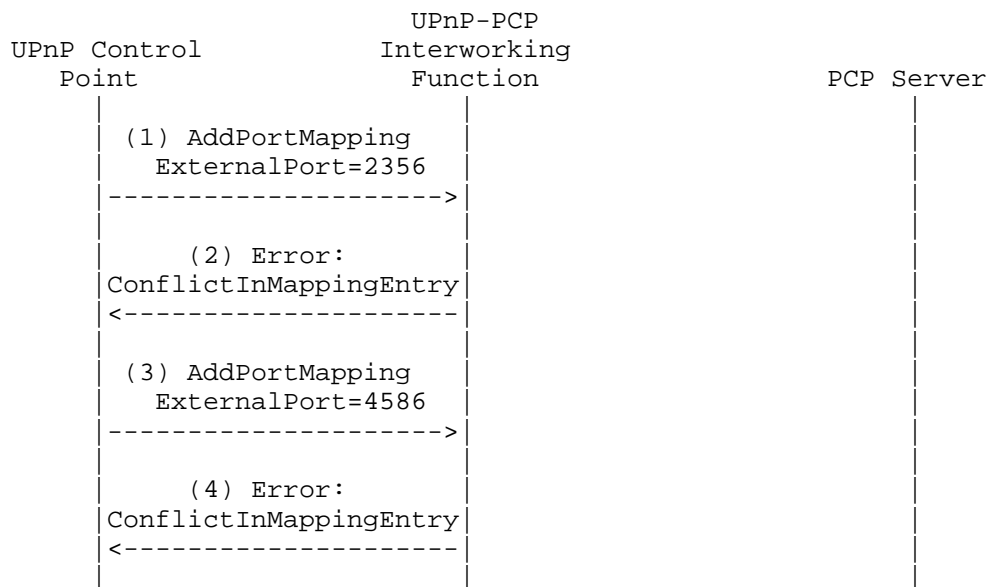 UPnP-PCP
UPnP Control Interworking
Point Function PCP Server
(1) AddPortMapping
ExternalPort=2356
(2) Error:
ConflictInMappingEntry
(3) AddPortMapping
ExternalPort=4586
(4) Error:
ConflictInMappingEntry